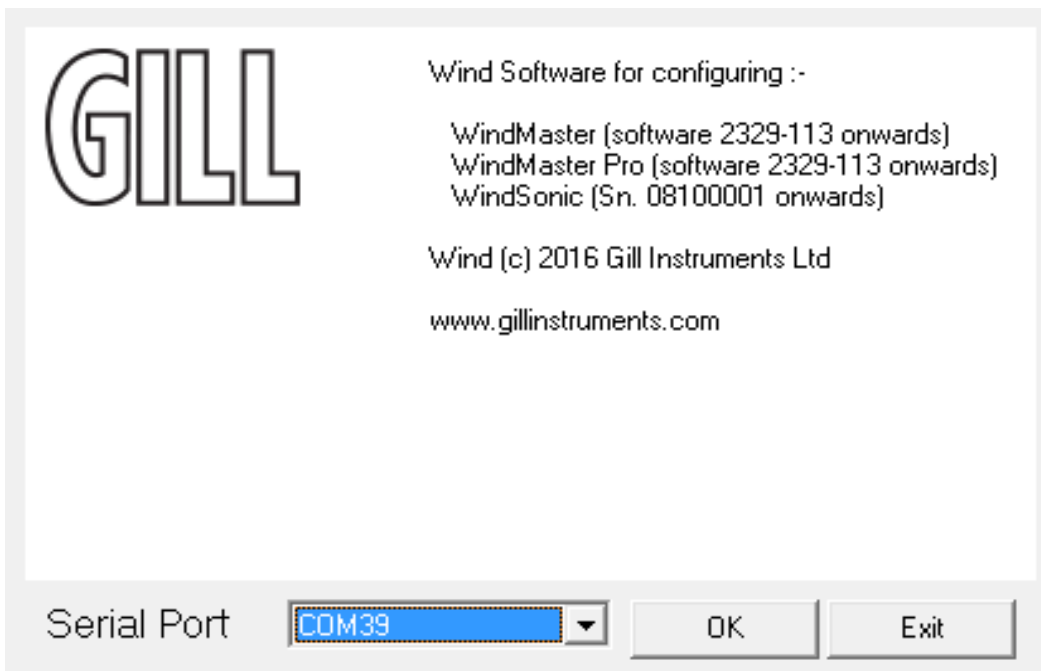 GILL
Wind Software for configuring :-
WindMaster (software 2329-113 onwards)
WindMaster Pro (software 2329-113 onwards)
WindSonic (Sn. 08100001 onwards)
Wind (c) 2016 Gill Instruments Ltd
www.gillinstruments.com
Serial Port COM39 OK Exit